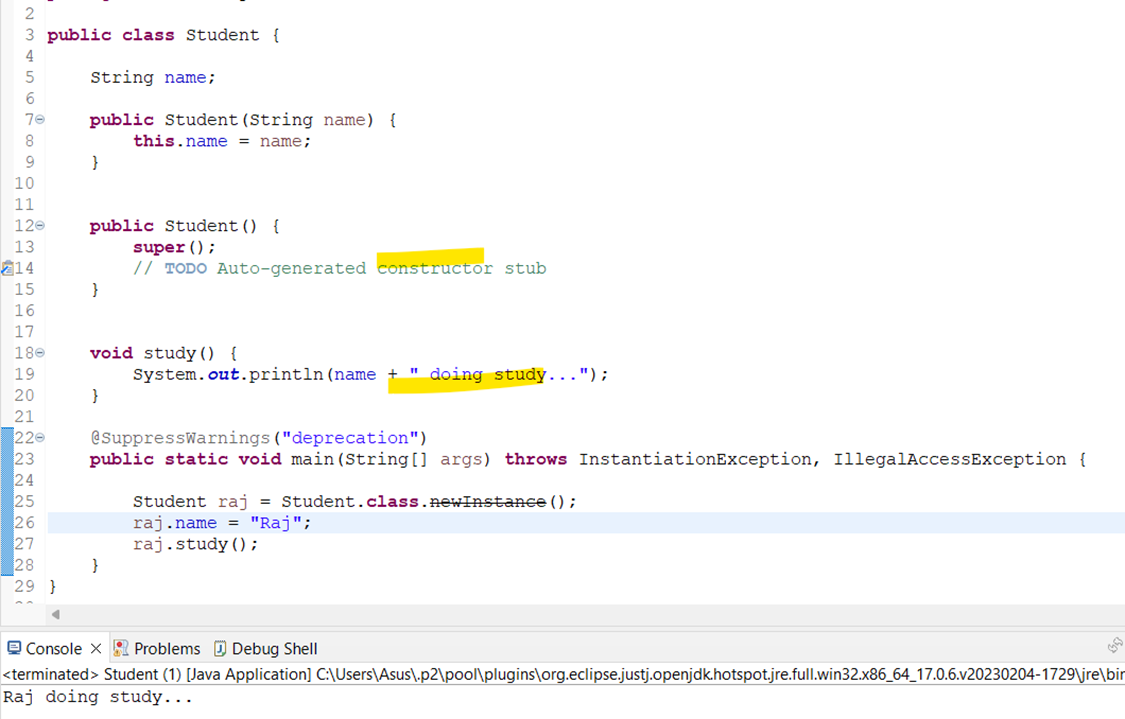 2
3 public class Student {
4
5     String name;
6
7     public Student(String name) {
8         this.name = name;
9     }
10
11
12     public Student() {
13         super();
14         // TODO Auto-generated constructor stub
15     }
16
17
18     void study() {
19         System.out.println(name + " doing study...");
20     }
21
22     @SuppressWarnings("deprecation")
23     public static void main(String[] args) throws InstantiationException, IllegalAccessException {
24
25         Student raj = Student.class.newInstance();
26         raj.name = "Raj";
27         raj.study();
28     }
29 }
Console Problems Debug Shell
<terminated> Student (1) [Java Application] C:\Users\Asus\.p2\pool\plugins\org.eclipse.justj.openjdk.hotspot.jre.full.win32.x86_64_17.0.6.v20230204-1729\jre\bin
Raj doing study...